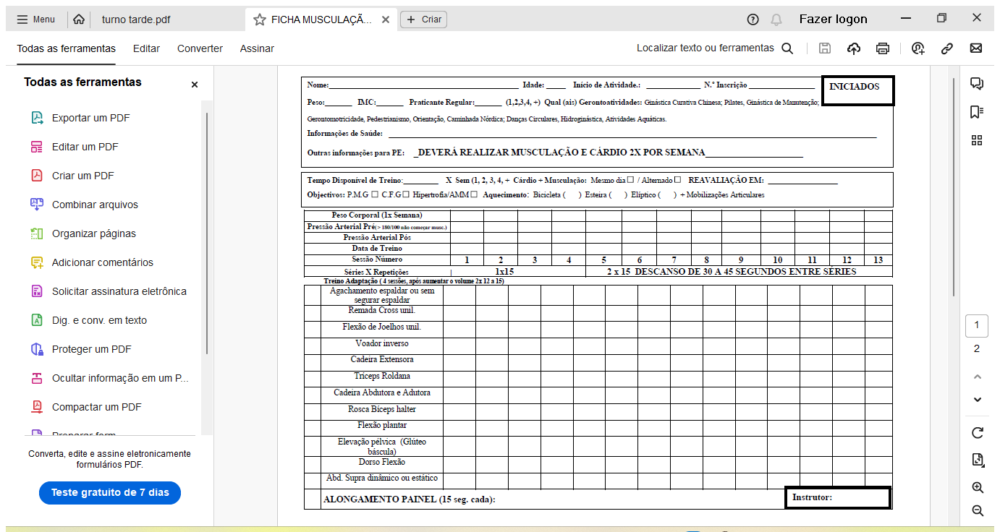 Menu
turno tarde.pdf
FICHA MUSCULAÇÃ...
Criar
Fazer logon
Todas as ferramentas
Editar
Converter
Assinar
Localizar texto ou ferramentas
Todas as ferramentas
Exportar um PDF
Editar um PDF
Criar um PDF
Combinar arquivos
Organizar páginas
Adicionar comentários
Solicitar assinatura eletrônica
Dig. e conv. em texto
Proteger um PDF
Ocultar informação em um P...
Compactar um PDF
Converta, edite e assine eletronicamente
formulários PDF.
Teste gratuito de 7 dias
Nome:_____ Idade: _____ Início de Atividade.: _____ N.º Inscrição _____
INICIADOS
Peso:_____ IMC:_____ Praticante Regular:_____ (1,2,3,4, +) Qual (ais) Gerontoatividades: Ginástica Curativa Chinesa; Pilates, Ginástica de Manutenção;
Gerontomotricidade, Pedestrianismo, Orientação, Caminhada Nórdica; Danças Circulares, Hidroginástica, Atividades Aquáticas.
Informações de Saúde: _____
Outras informações para PE: _DEVERÁ REALIZAR MUSCULAÇÃO E CÁRDIO 2X POR SEMANA_____
Tempo Disponível de Treino:_____ X Sem (1, 2, 3, 4, + Cárdio + Musculação: Mesmo dia ☐ / Alternado ☐ REAVALIAÇÃO EM: _____
Objectivos: P.M.G ☐ C.F.G ☐ Hipertrofia/AMM ☐ Aquecimento: Bicicleta ( ) Esteira ( ) Elíptico ( ) + Mobilizações Articulares
Peso Corporal (1x Semana)
Pressão Arterial Pré(> 180/100 não começar musc.)
Pressão Arterial Pós
Data de Treino
Sessão Número 1 2 3 4 5 6 7 8 9 10 11 12 13
Séries X Repetições | 1x15 2 x 15 DESCANSO DE 30 A 45 SEGUNDOS ENTRE SÉRIES
Treino Adaptação ( 4 sessões, após aumentar o volume 2x 12 a 15)
Agachamento espaldar ou sem
segurar espaldar
Remada Cross unil.
Flexão de Joelhos unil.
Voador inverso
Cadeira Extensora
Tríceps Roldana
Cadeira Abdutora e Adutora
Rosca Bíceps halter
Flexão plantar
Elevação pélvica (Glúteo
báscula)
Dorso Flexão
Abd. Supra dinâmico ou estático
ALONGAMENTO PAINEL (15 seg. cada):
Instrutor:
1
2